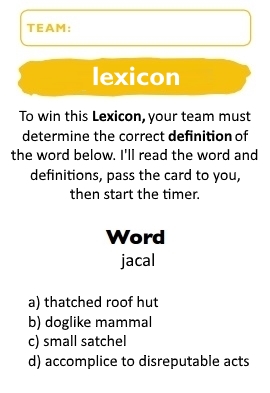 TEAM:
lexicon
To win this Lexicon, your team must
determine the correct definition of
the word below. I'll read the word and
definitions, pass the card to you,
then start the timer.
Word
jacal
a) thatched roof hut
b) doglike mammal
c) small satchel
d) accomplice to disreputable acts